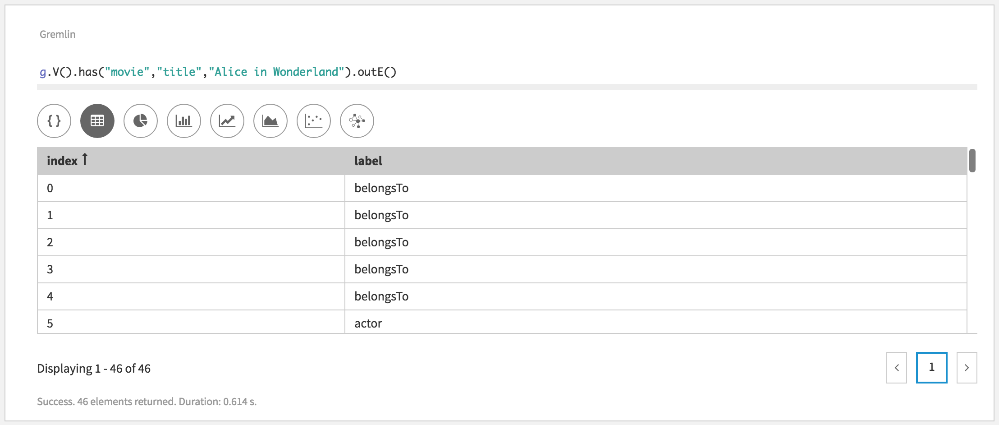 Gremlin
g.V().has("movie","title","Alice in Wonderland").outE()
{ }
index ↑ label
0 belongsTo
1 belongsTo
2 belongsTo
3 belongsTo
4 belongsTo
5 actor
Displaying 1 - 46 of 46
< 1 >
Success. 46 elements returned. Duration: 0.614 s.